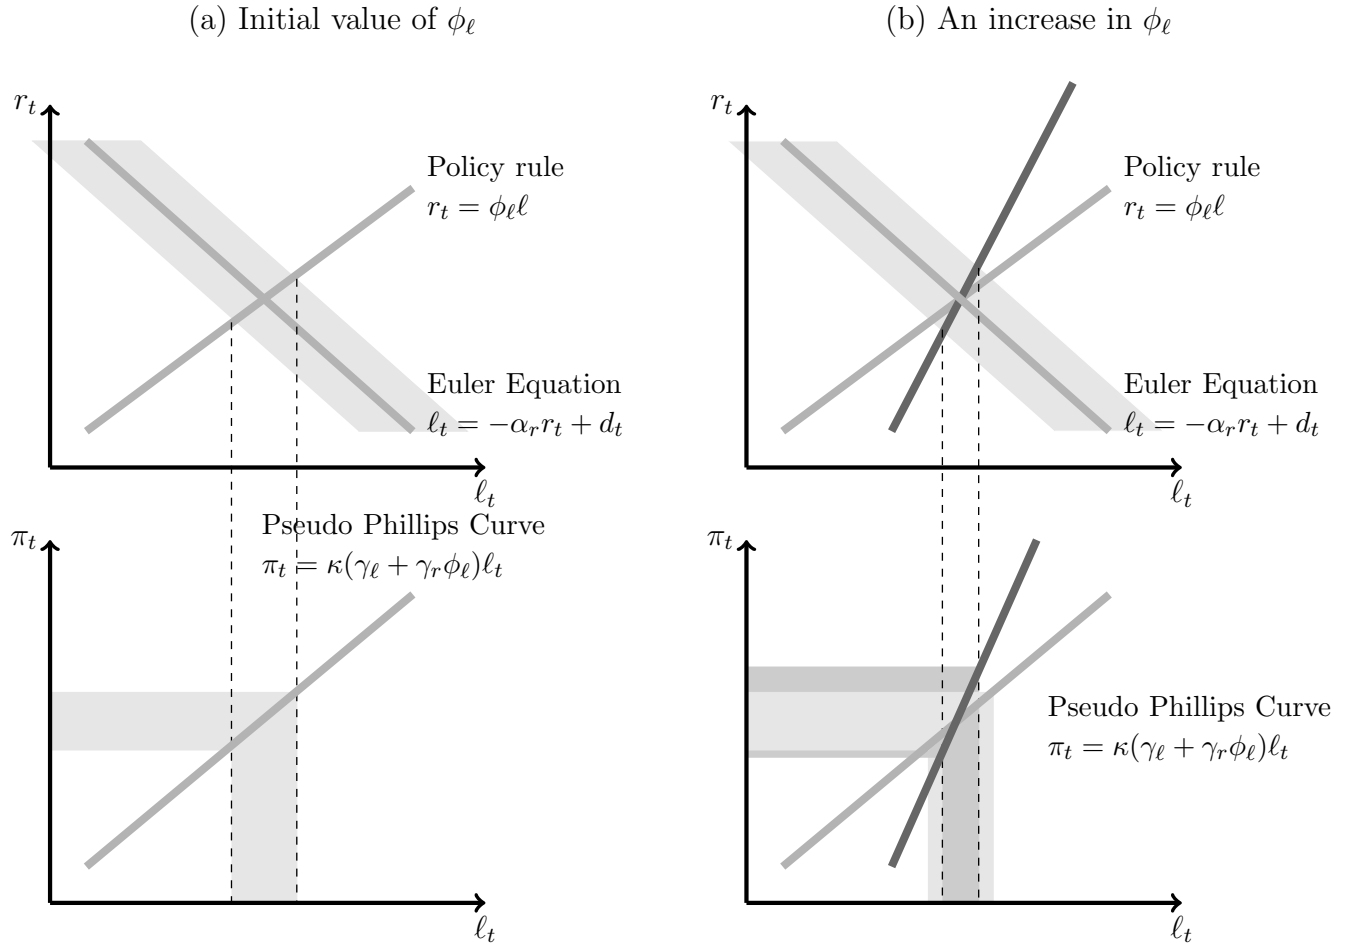 (a) Initial value of ϕ_ℓ
r_t
Policy rule
r_t = ϕ_ℓ ℓ
Euler Equation
ℓ_t = −α_r r_t + d_t
ℓ_t
π_t
Pseudo Phillips Curve
π_t = κ(γ_ℓ + γ_r ϕ_ℓ)ℓ_t
ℓ_t
(b) An increase in ϕ_ℓ
r_t
Policy rule
r_t = ϕ_ℓ ℓ
Euler Equation
ℓ_t = −α_r r_t + d_t
ℓ_t
π_t
Pseudo Phillips Curve
π_t = κ(γ_ℓ + γ_r ϕ_ℓ)ℓ_t
ℓ_t